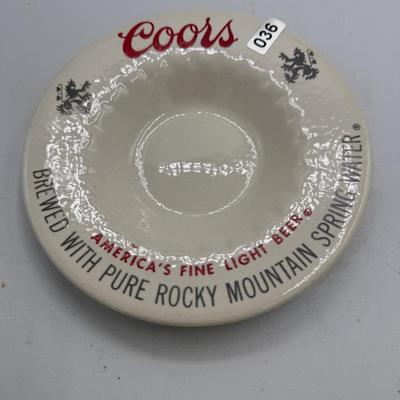 Coors
036
AMERICA'S FINE LIGHT BEER®
BREWED WITH PURE ROCKY MOUNTAIN SPRING WATER®